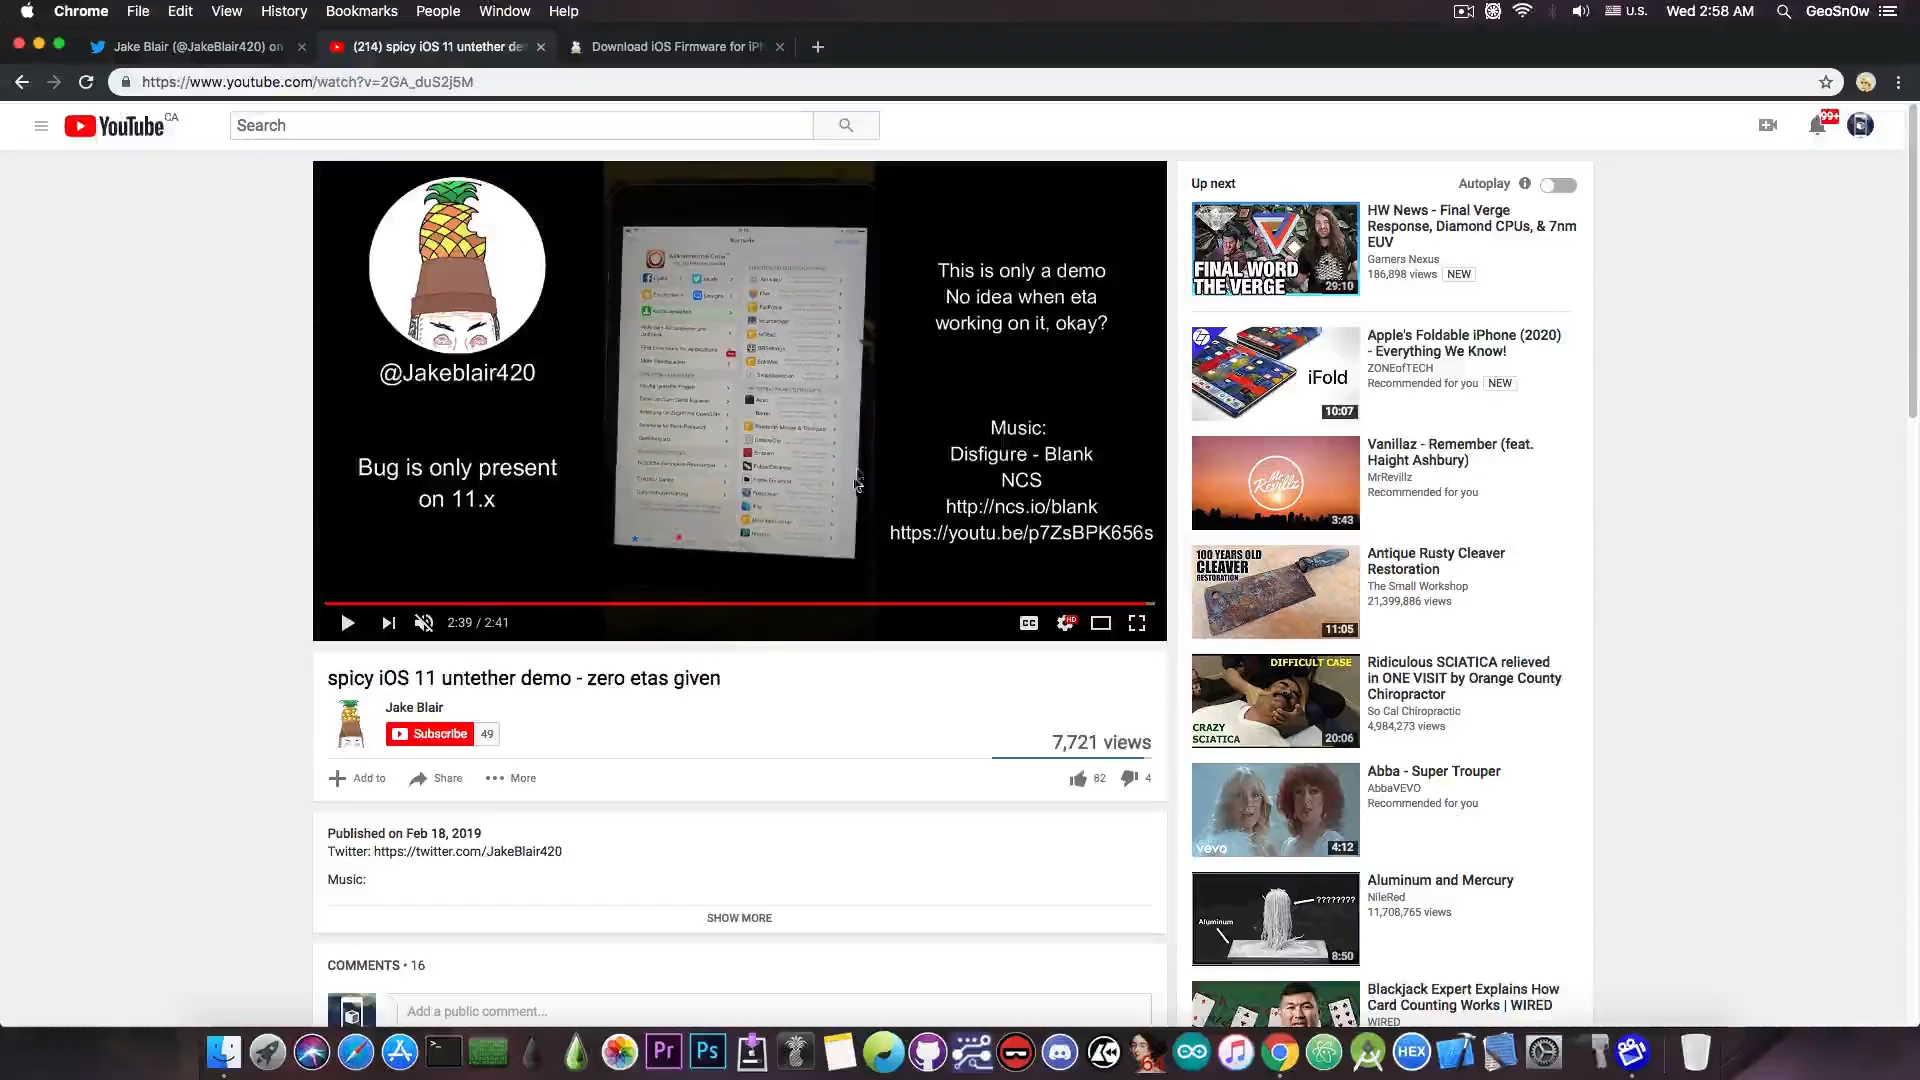 Chrome File Edit View History Bookmarks People Window Help
U.S. Wed 2:58 AM GeoSn0w
Jake Blair (@JakeBlair420) on
(214) spicy iOS 11 untether de
Download iOS Firmware for iPh
https://www.youtube.com/watch?v=2GA_duS2j5M
YouTube CA
Search
99+
@Jakeblair420
Bug is only present
on 11.x
This is only a demo
No idea when eta
working on it, okay?
Music:
Disfigure - Blank
NCS
http://ncs.io/blank
https://youtu.be/p7ZsBPK656s
2:39 / 2:41
CC
HD
spicy iOS 11 untether demo - zero etas given
Jake Blair
Subscribe 49
7,721 views
Add to Share More
82 4
Published on Feb 18, 2019
Twitter: https://twitter.com/JakeBlair420
Music:
SHOW MORE
COMMENTS • 16
Add a public comment...
Up next
Autoplay
FINAL WORD
THE VERGE
29:10
HW News - Final Verge
Response, Diamond CPUs, & 7nm
EUV
Gamers Nexus
186,898 views NEW
iFold
10:07
Apple's Foldable iPhone (2020)
- Everything We Know!
ZONEofTECH
Recommended for you NEW
Mr.Revillz
3:43
Vanillaz - Remember (feat.
Haight Ashbury)
MrRevillz
Recommended for you
100 YEARS OLD
CLEAVER
RESTORATION
11:05
Antique Rusty Cleaver
Restoration
The Small Workshop
21,399,886 views
DIFFICULT CASE
CRAZY
SCIATICA
20:06
Ridiculous SCIATICA relieved
in ONE VISIT by Orange County
Chiropractor
So Cal Chiropractic
4,984,273 views
vevo
4:12
Abba - Super Trouper
AbbaVEVO
Recommended for you
????????
Aluminum
8:50
Aluminum and Mercury
NileRed
11,708,765 views
Blackjack Expert Explains How
Card Counting Works | WIRED
WIRED
Pr
Ps
HEX